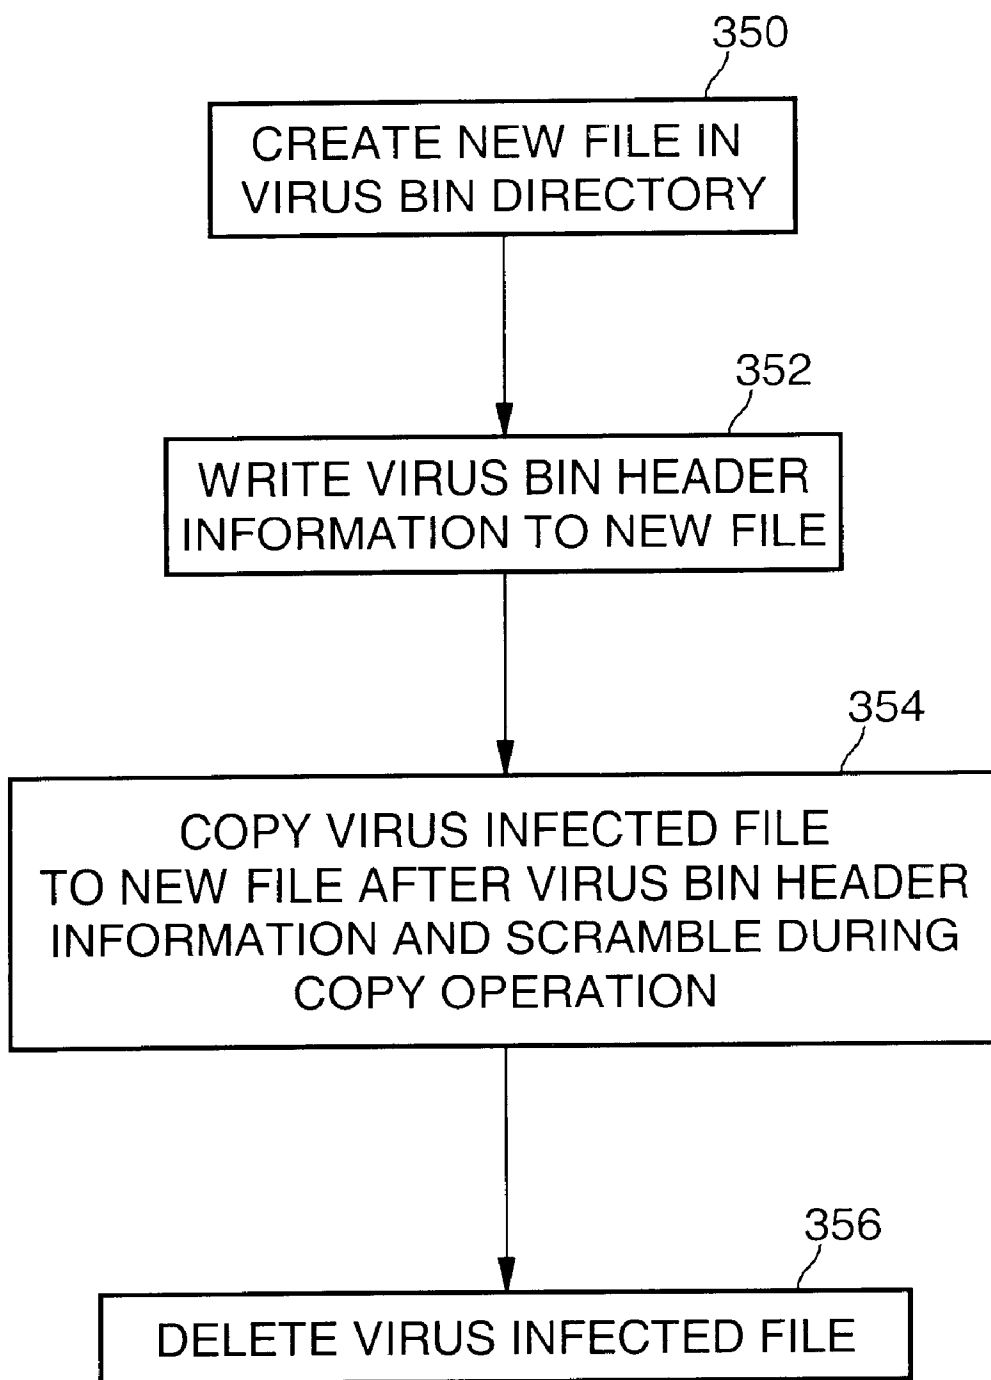 350
CREATE NEW FILE IN
VIRUS BIN DIRECTORY
352
WRITE VIRUS BIN HEADER
INFORMATION TO NEW FILE
354
COPY VIRUS INFECTED FILE
TO NEW FILE AFTER VIRUS BIN HEADER
INFORMATION AND SCRAMBLE DURING
COPY OPERATION
356
DELETE VIRUS INFECTED FILE